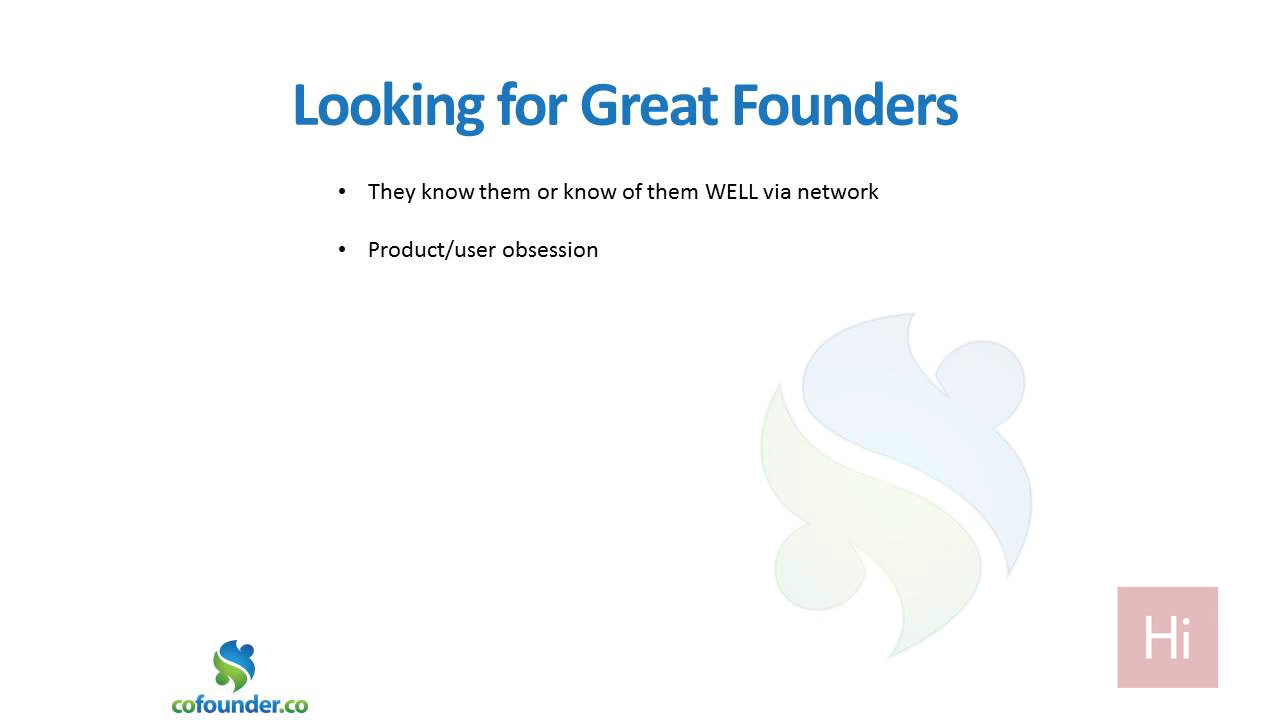 Looking for Great Founders
• They know them or know of them WELL via network
• Product/user obsession
Hi
cofounder.co